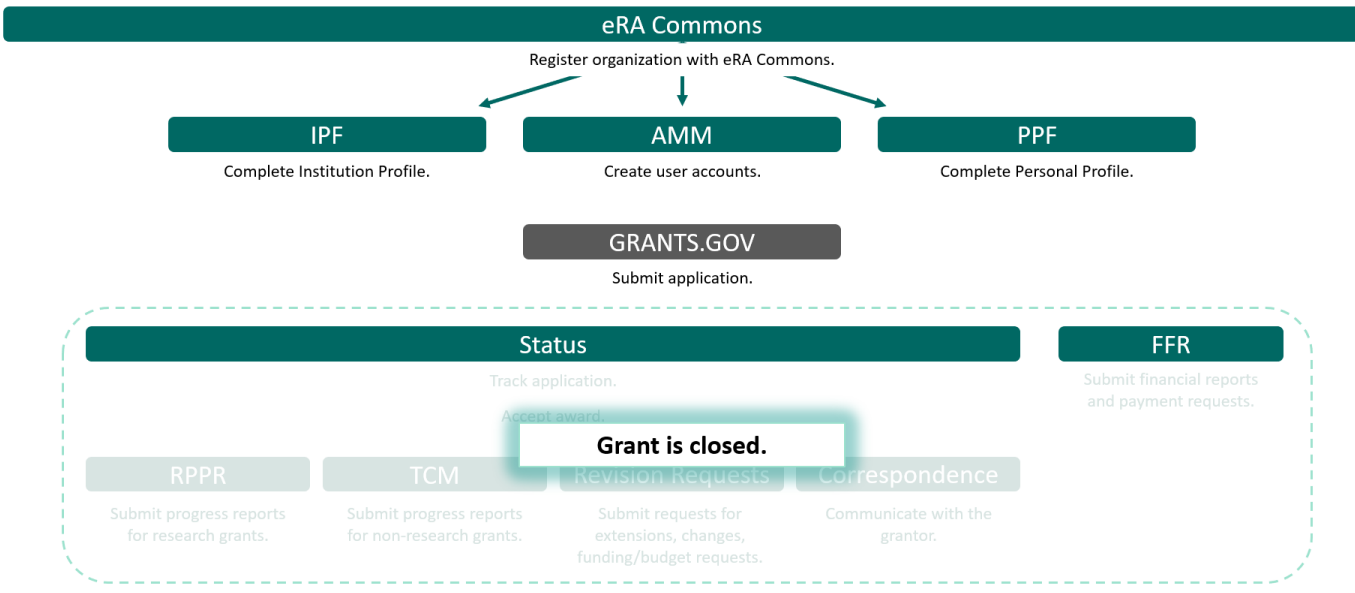 eRA Commons
Register organization with eRA Commons.
IPF
AMM
PPF
Complete Institution Profile.
Create user accounts.
Complete Personal Profile.
GRANTS.GOV
Submit application.
Status
FFR
Track application.
Submit financial reports
and payment requests.
Accept award.
Grant is closed.
RPPR
TCM
Revision Requests
Correspondence
Submit progress reports
for research grants.
Submit progress reports
for non-research grants.
Submit requests for
extensions, changes,
funding/budget requests.
Communicate with the
grantor.